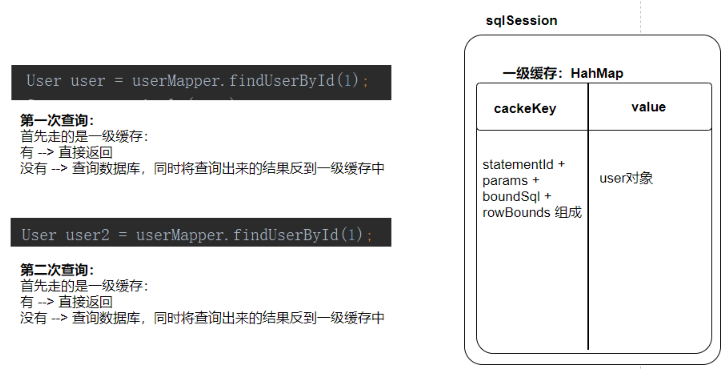 User user = userMapper.findUserById(1);
第一次查询：
首先走的是一级缓存：
有 --> 直接返回
没有 --> 查询数据库，同时将查询出来的结果反到一级缓存中
User user2 = userMapper.findUserById(1);
第二次查询：
首先走的是一级缓存：
有 --> 直接返回
没有 --> 查询数据库，同时将查询出来的结果反到一级缓存中
sqlSession
一级缓存：HahMap
cackeKey
value
statementId +
params +
boundSql +
rowBounds 组成
user对象